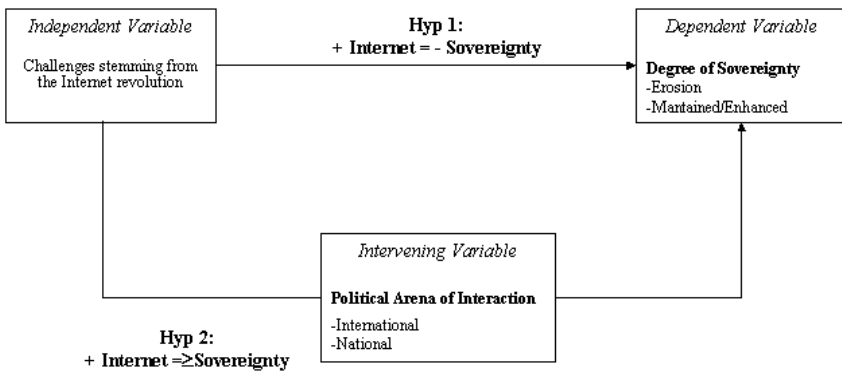 Independent Variable
Challenges stemming from
the Internet revolution
Hyp 1:
+ Internet = - Sovereignty
Dependent Variable
Degree of Sovereignty
-Erosion
-Mantained/Enhanced
Intervening Variable
Political Arena of Interaction
-International
-National
Hyp 2:
+ Internet =≥Sovereignty